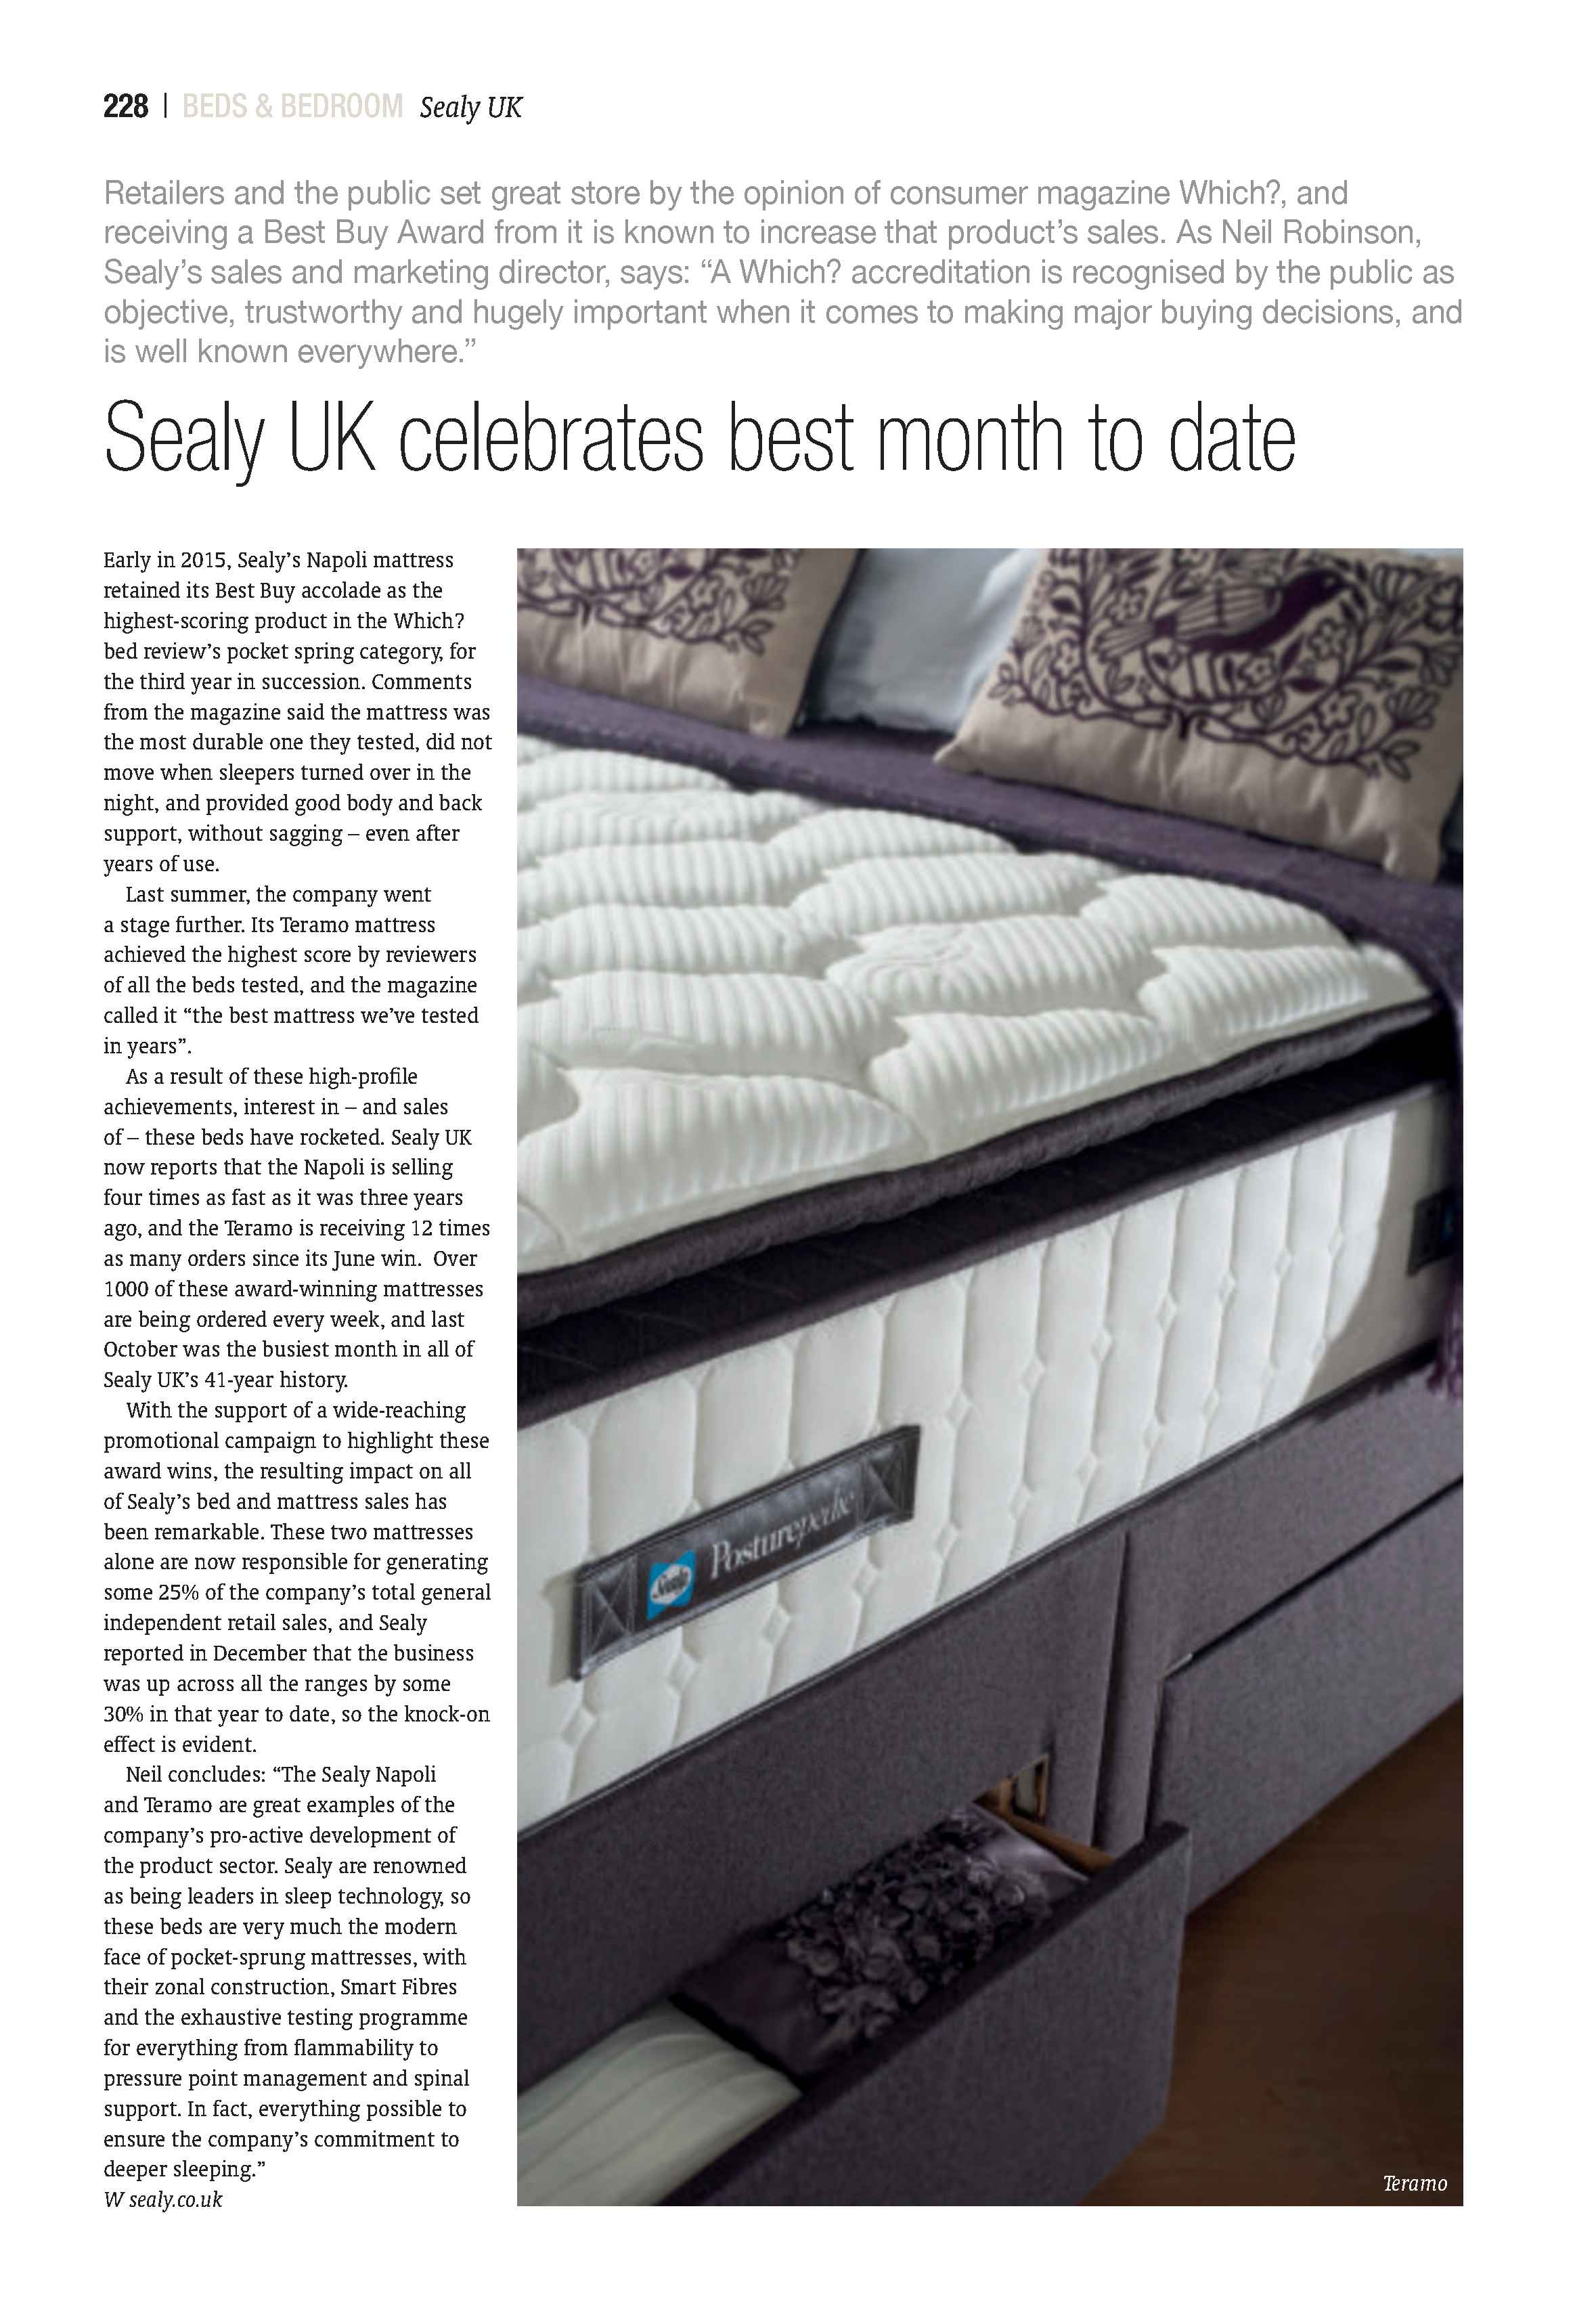 228 | BEDS & BEDROOM Sealy UK
Retailers and the public set great store by the opinion of consumer magazine Which?, and
receiving a Best Buy Award from it is known to increase that product’s sales. As Neil Robinson,
Sealy’s sales and marketing director, says: “A Which? accreditation is recognised by the public as
objective, trustworthy and hugely important when it comes to making major buying decisions, and
is well known everywhere.”
Sealy UK celebrates best month to date
Early in 2015, Sealy’s Napoli mattress
retained its Best Buy accolade as the
highest-scoring product in the Which?
bed review’s pocket spring category, for
the third year in succession. Comments
from the magazine said the mattress was
the most durable one they tested, did not
move when sleepers turned over in the
night, and provided good body and back
support, without sagging – even after
years of use.
Last summer, the company went
a stage further. Its Teramo mattress
achieved the highest score by reviewers
of all the beds tested, and the magazine
called it “the best mattress we’ve tested
in years”.
As a result of these high-profile
achievements, interest in – and sales
of – these beds have rocketed. Sealy UK
now reports that the Napoli is selling
four times as fast as it was three years
ago, and the Teramo is receiving 12 times
as many orders since its June win.  Over
1000 of these award-winning mattresses
are being ordered every week, and last
October was the busiest month in all of
Sealy UK’s 41-year history.
With the support of a wide-reaching
promotional campaign to highlight these
award wins, the resulting impact on all
of Sealy’s bed and mattress sales has
been remarkable. These two mattresses
alone are now responsible for generating
some 25% of the company’s total general
independent retail sales, and Sealy
reported in December that the business
was up across all the ranges by some
30% in that year to date, so the knock-on
effect is evident.
Neil concludes: “The Sealy Napoli
and Teramo are great examples of the
company’s pro-active development of
the product sector. Sealy are renowned
as being leaders in sleep technology, so
these beds are very much the modern
face of pocket-sprung mattresses, with
their zonal construction, Smart Fibres
and the exhaustive testing programme
for everything from flammability to
pressure point management and spinal
support. In fact, everything possible to
ensure the company’s commitment to
deeper sleeping.”
W sealy.co.uk
Sealy Posturepedic
Teramo